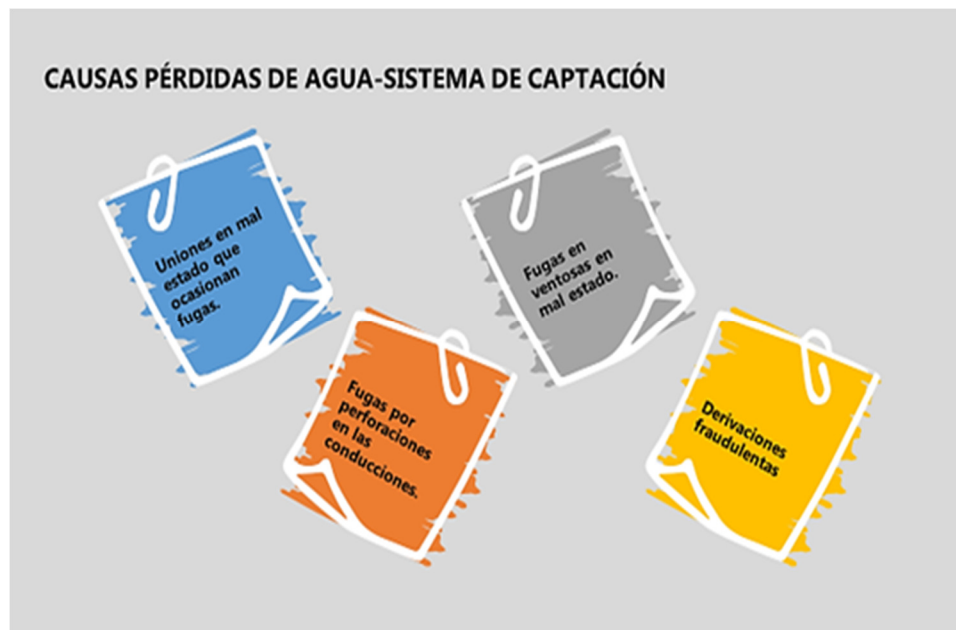 CAUSAS PÉRDIDAS DE AGUA-SISTEMA DE CAPTACIÓN
Uniones en mal
estado que
ocasionan
fugas.
Fugas por
perforaciones
en las
conducciones.
Fugas en
ventosas en
mal estado.
Derivaciones
fraudulentas